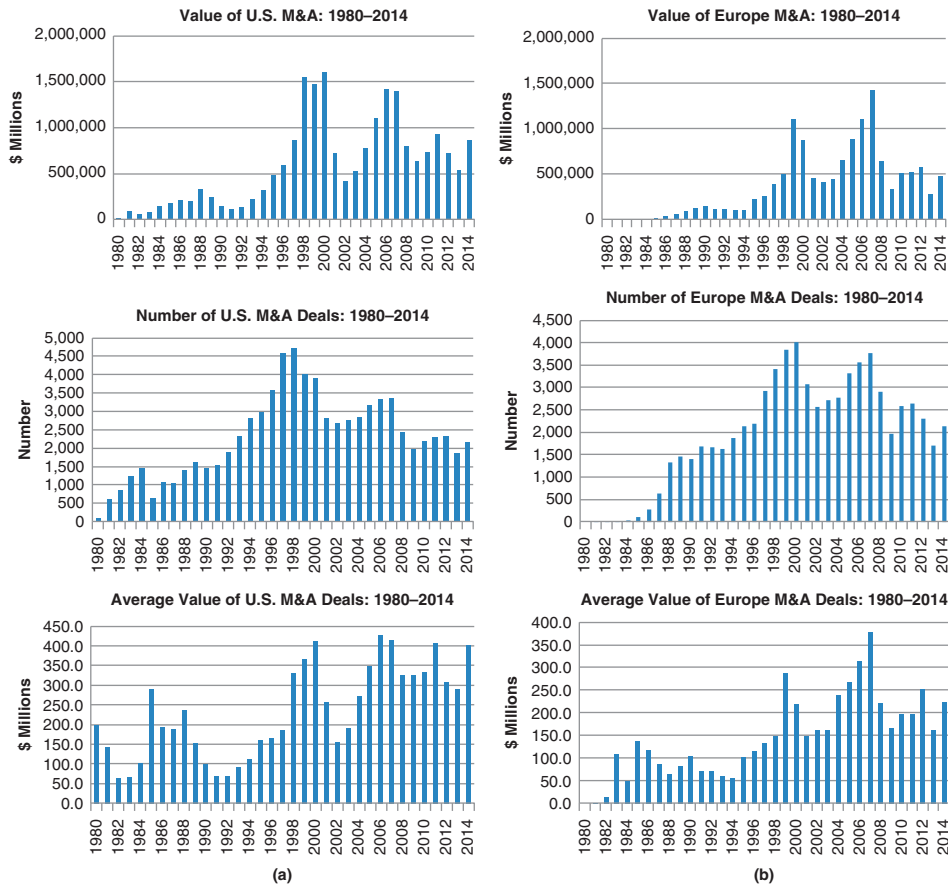 Value of U.S. M&A: 1980–2014
2,000,000
1,500,000
1,000,000
500,000
0
$ Millions
1980 1982 1984 1986 1988 1990 1992 1994 1996 1998 2000 2002 2004 2006 2008 2010 2012 2014
Number of U.S. M&A Deals: 1980–2014
5,000
4,500
4,000
3,500
3,000
2,500
2,000
1,500
1,000
500
0
Number
1980 1982 1984 1986 1988 1990 1992 1994 1996 1998 2000 2002 2004 2006 2008 2010 2012 2014
Average Value of U.S. M&A Deals: 1980–2014
450.0
400.0
350.0
300.0
250.0
200.0
150.0
100.0
50.0
0.0
$ Millions
1980 1982 1984 1986 1988 1990 1992 1994 1996 1998 2000 2002 2004 2006 2008 2010 2012 2014
(a)
Value of Europe M&A: 1980–2014
2,000,000
1,500,000
1,000,000
500,000
0
$ Millions
1980 1982 1984 1986 1988 1990 1992 1994 1996 1998 2000 2002 2004 2006 2008 2010 2012 2014
Number of Europe M&A Deals: 1980–2014
4,500
4,000
3,500
3,000
2,500
2,000
1,500
1,000
500
0
Number
1980 1982 1984 1986 1988 1990 1992 1994 1996 1998 2000 2002 2004 2006 2008 2010 2012 2014
Average Value of Europe M&A Deals: 1980–2014
400.0
350.0
300.0
250.0
200.0
150.0
100.0
50.0
0.0
$ Millions
1980 1982 1984 1986 1988 1990 1992 1994 1996 1998 2000 2002 2004 2006 2008 2010 2012 2014
(b)